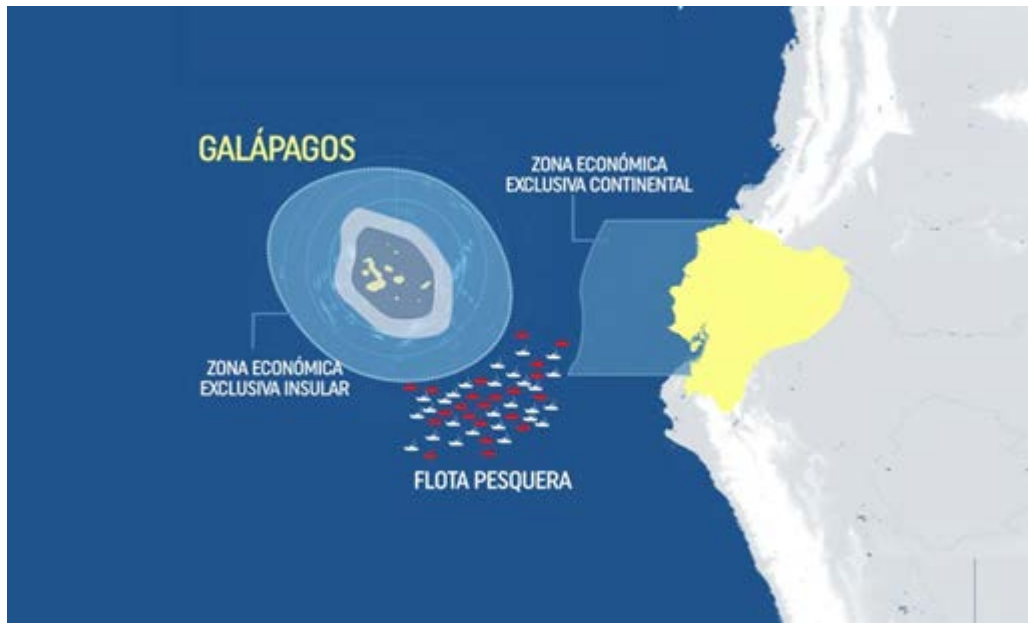 GALÁPAGOS
ZONA ECONÓMICA
EXCLUSIVA CONTINENTAL
ZONA ECONÓMICA
EXCLUSIVA INSULAR
FLOTA PESQUERA